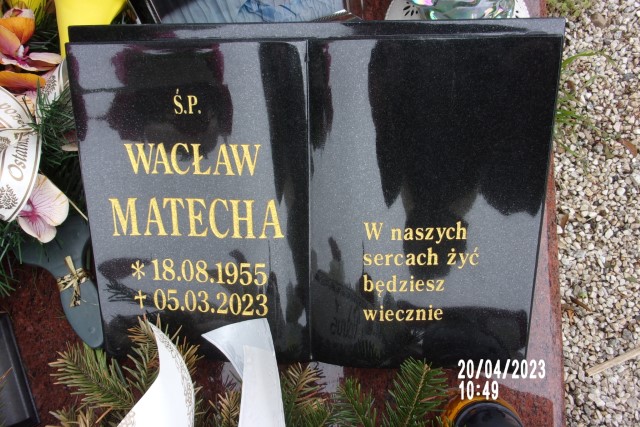 Ś.P.
WACŁAW
MATECHA
* 18.08.1955
† 05.03.2023
W naszych
sercach żyć
będziesz
wiecznie
20/04/2023
10:49